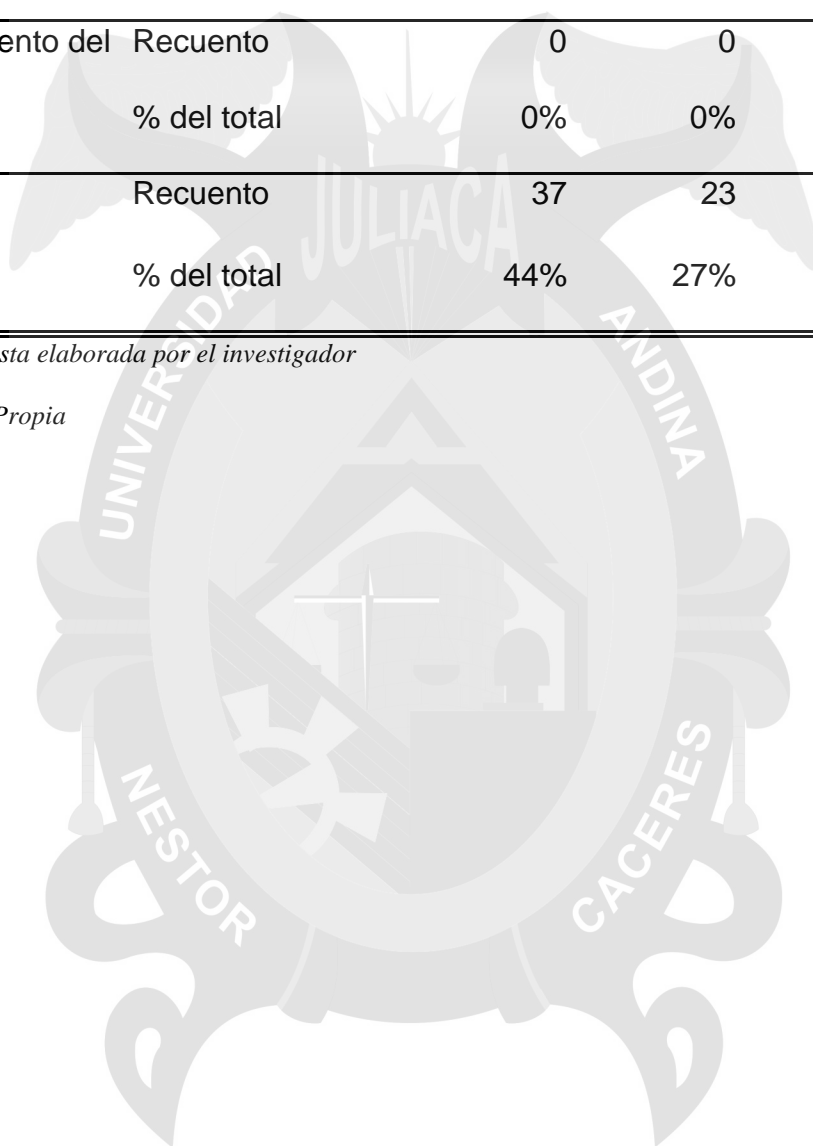 ento del Recuento 0 0
% del total 0% 0%
Recuento 37 23
% del total 44% 27%
sta elaborada por el investigador
Propia
JULIACA
UNIVERSIDAD
ANDINA
NESTOR
CACERES